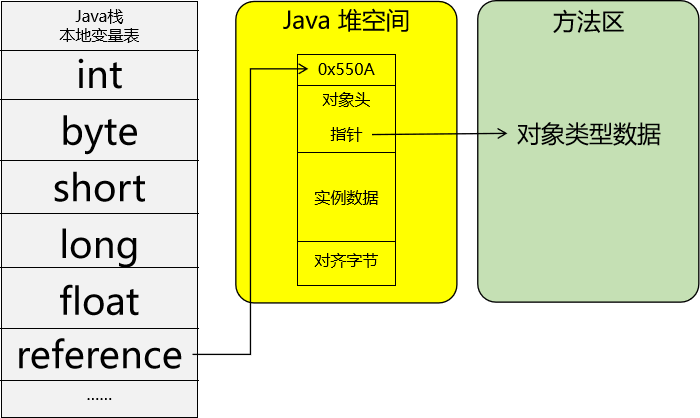 Java栈
本地变量表
int
byte
short
long
float
reference
......
Java 堆空间
0x550A
对象头
指针
实例数据
对齐字节
方法区
对象类型数据